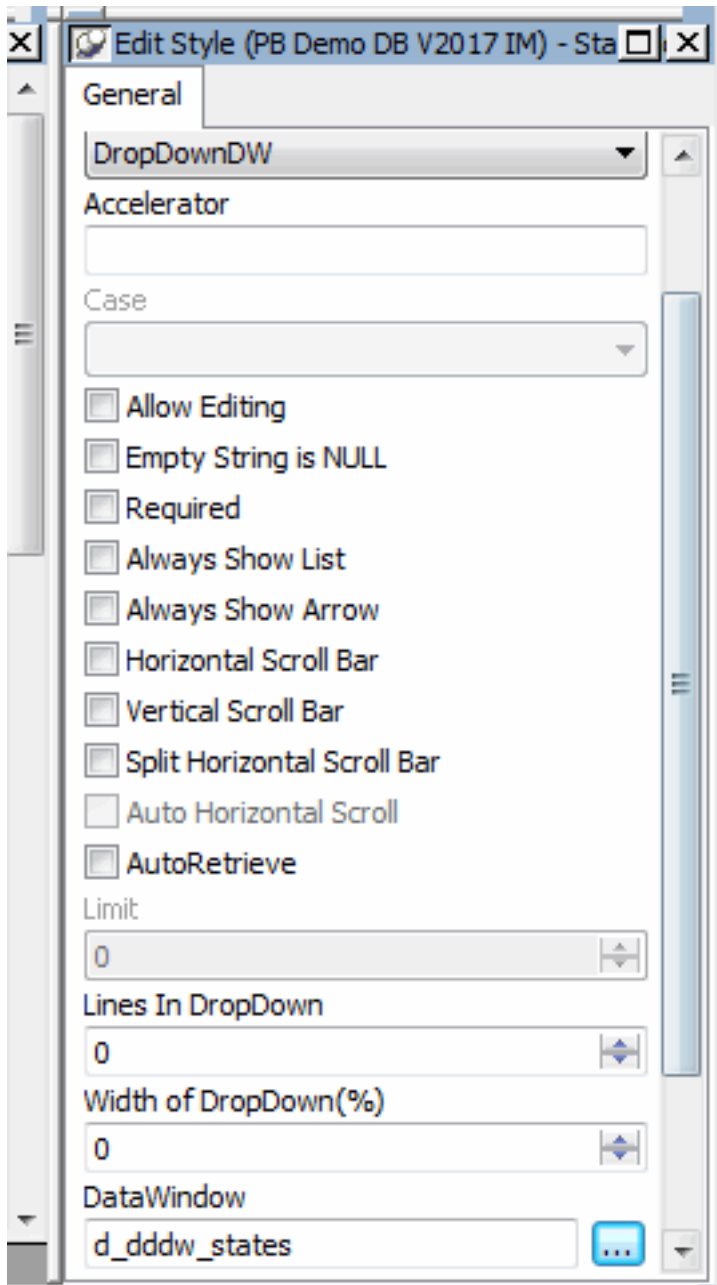 Edit Style (PB Demo DB V2017 IM) - Sta
General
DropDownDW
Accelerator
Case
Allow Editing
Empty String is NULL
Required
Always Show List
Always Show Arrow
Horizontal Scroll Bar
Vertical Scroll Bar
Split Horizontal Scroll Bar
Auto Horizontal Scroll
AutoRetrieve
Limit
0
Lines In DropDown
0
Width of DropDown(%)
0
DataWindow
d_dddw_states
...